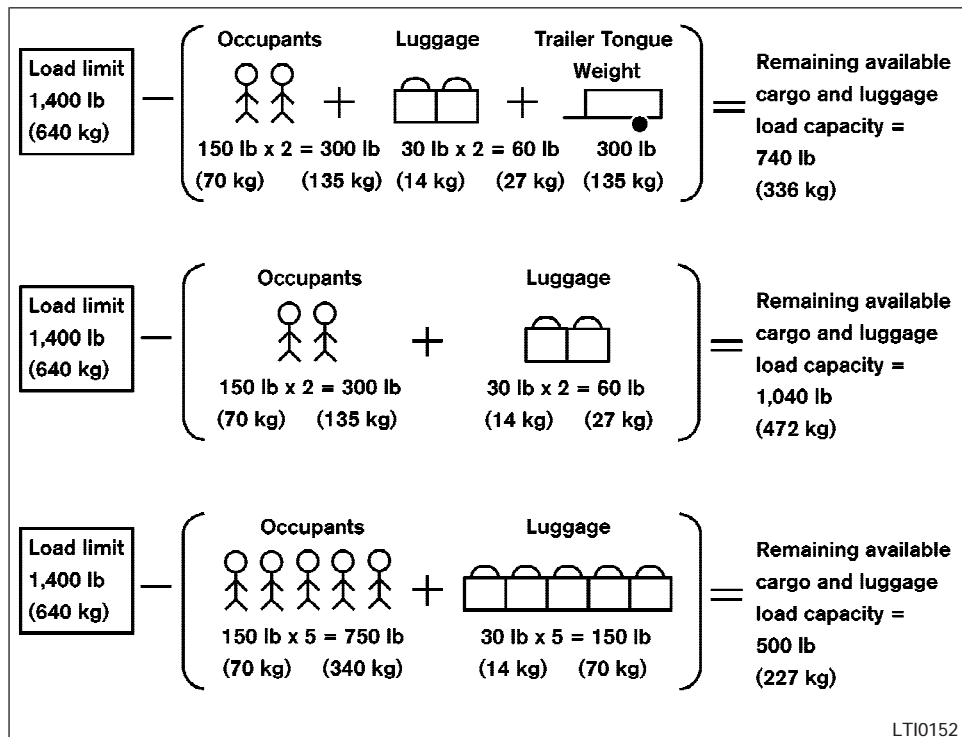 Occupants Luggage Trailer Tongue
Weight
Load limit
1,400 lb
(640 kg)
— ( + + ) =
150 lb x 2 = 300 lb 30 lb x 2 = 60 lb 300 lb
(70 kg) (135 kg) (14 kg) (27 kg) (135 kg)
Remaining available
cargo and luggage
load capacity =
740 lb
(336 kg)
Occupants Luggage
Load limit
1,400 lb
(640 kg)
— ( + ) =
150 lb x 2 = 300 lb 30 lb x 2 = 60 lb
(70 kg) (135 kg) (14 kg) (27 kg)
Remaining available
cargo and luggage
load capacity =
1,040 lb
(472 kg)
Occupants Luggage
Load limit
1,400 lb
(640 kg)
— ( + ) =
150 lb x 5 = 750 lb 30 lb x 5 = 150 lb
(70 kg) (340 kg) (14 kg) (70 kg)
Remaining available
cargo and luggage
load capacity =
500 lb
(227 kg)
LTI0152